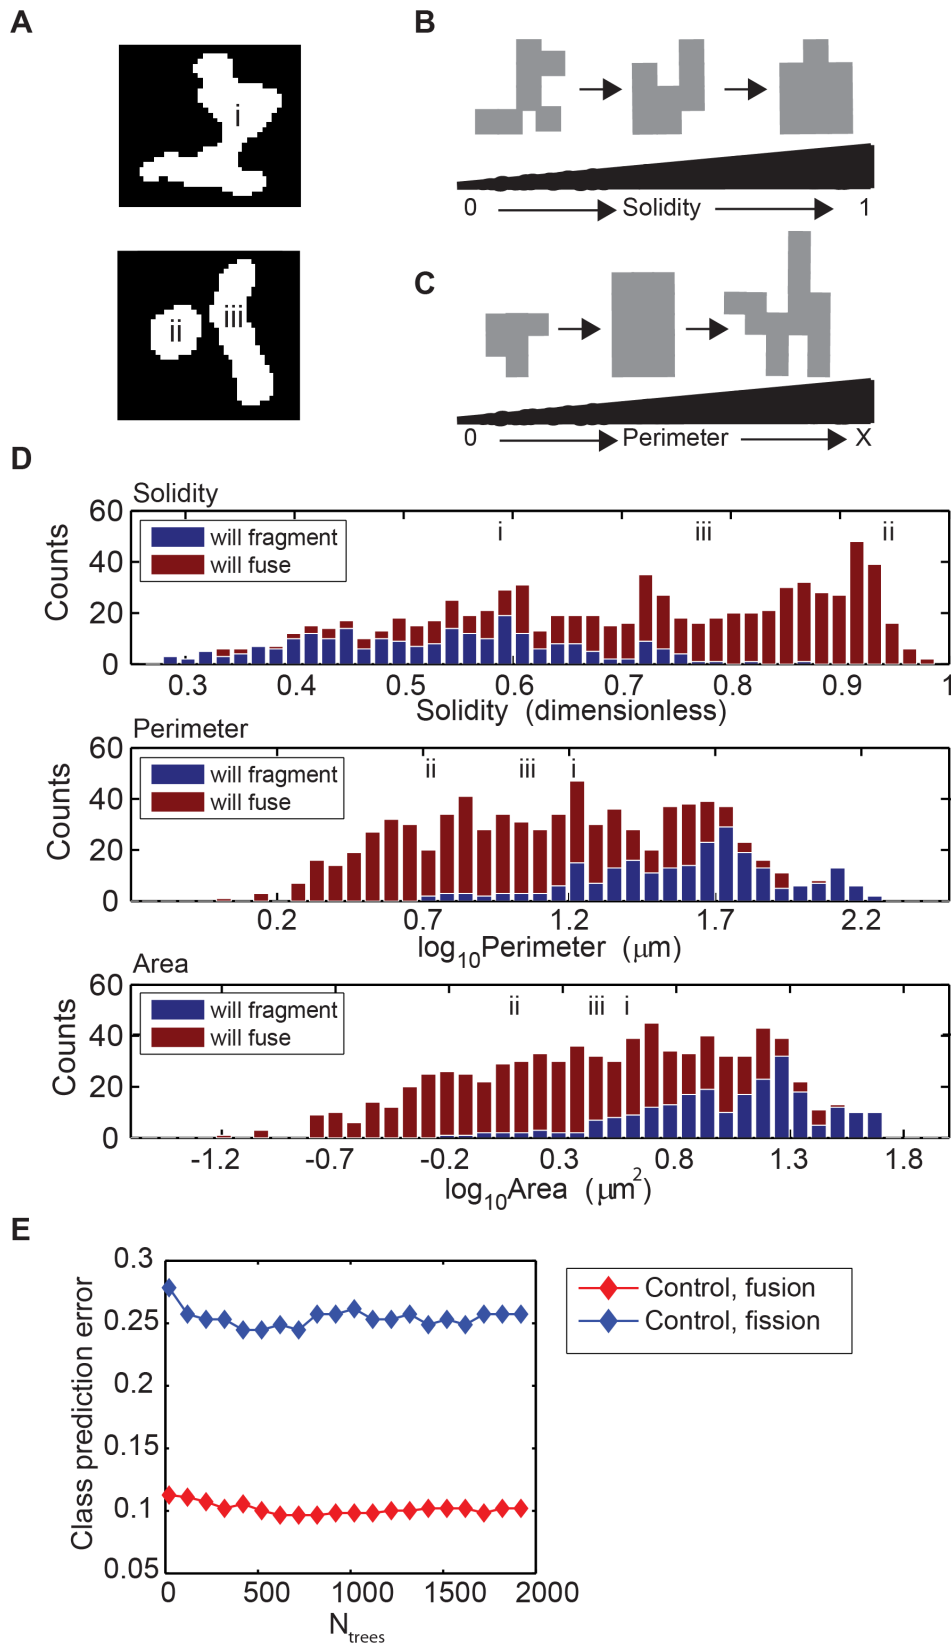 A
i
ii
iii
B
0 Solidity 1
C
0 Perimeter X
D
Solidity
will fragment
will fuse
i iii ii
Counts
60
40
20
0
0.3 0.4 0.5 0.6 0.7 0.8 0.9 1
Solidity (dimensionless)
Perimeter
will fragment
will fuse
ii iii i
Counts
60
40
20
0
0.2 0.7 1.2 1.7 2.2
log10Perimeter (μm)
Area
will fragment
will fuse
ii iii i
Counts
60
40
20
0
-1.2 -0.7 -0.2 0.3 0.8 1.3 1.8
log10Area (μm2)
E
Class prediction error
0.3
0.25
0.2
0.15
0.1
0.05
0 500 1000 1500 2000
Ntrees
Control, fusion
Control, fission